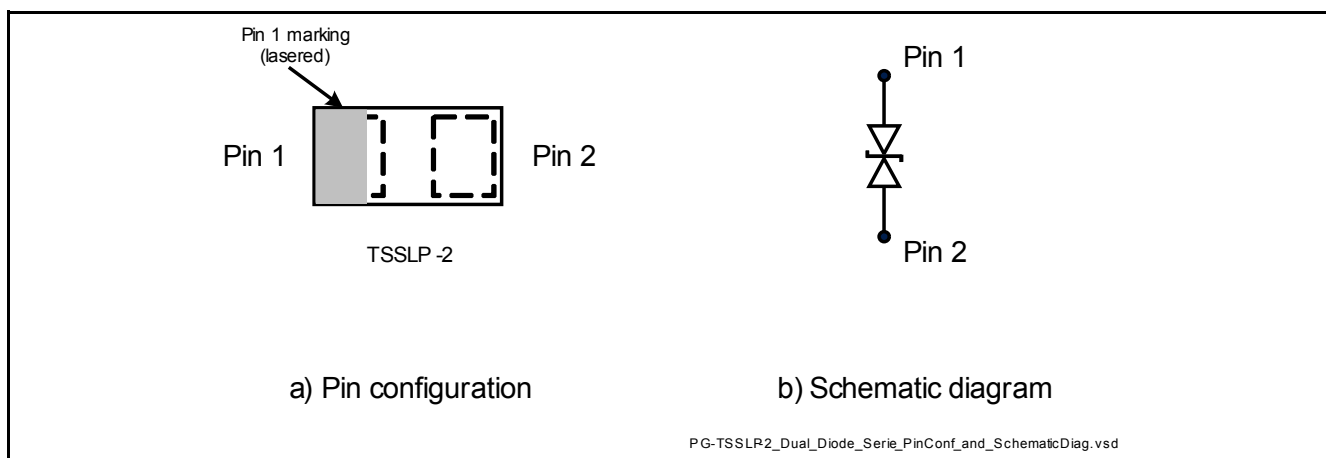 Pin 1 marking
(lasered)
Pin 1
Pin 2
TSSLP -2
Pin 1
Pin 2
a) Pin configuration
b) Schematic diagram
PG-TSSLP-2_Dual_Diode_Serie_PinConf_and_SchematicDiag.vsd